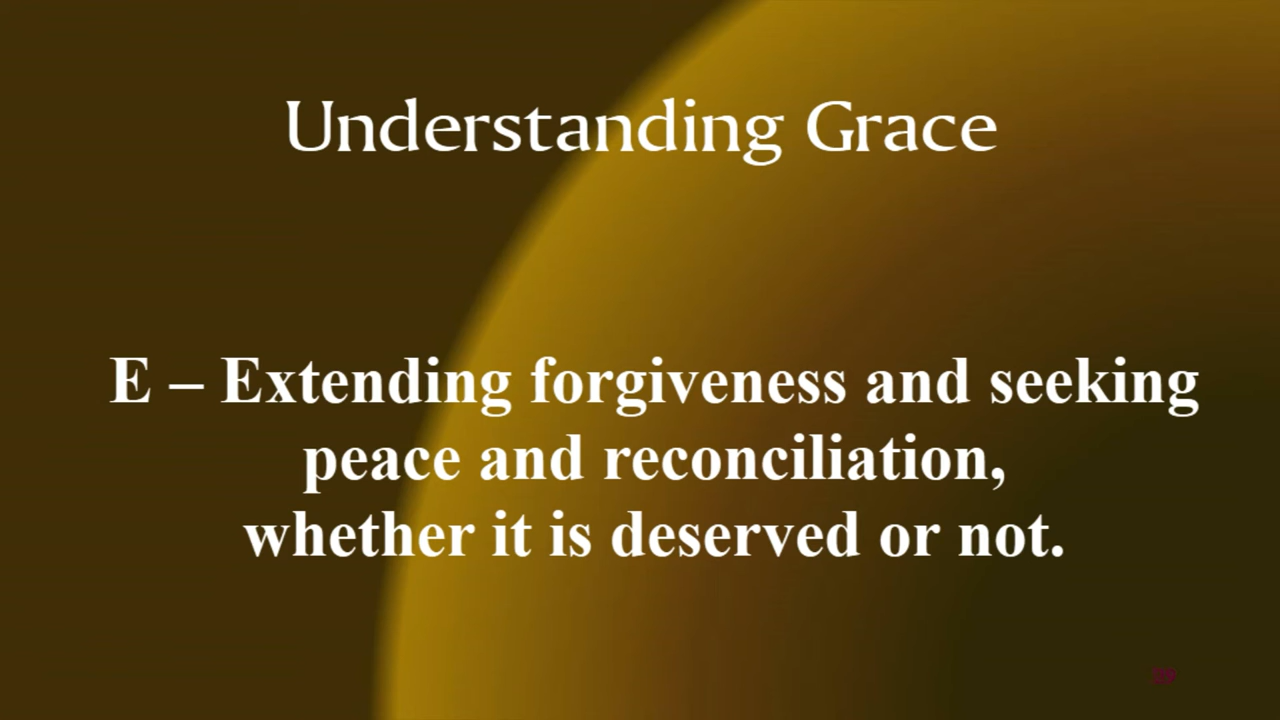 Understanding Grace
E – Extending forgiveness and seeking
peace and reconciliation,
whether it is deserved or not.